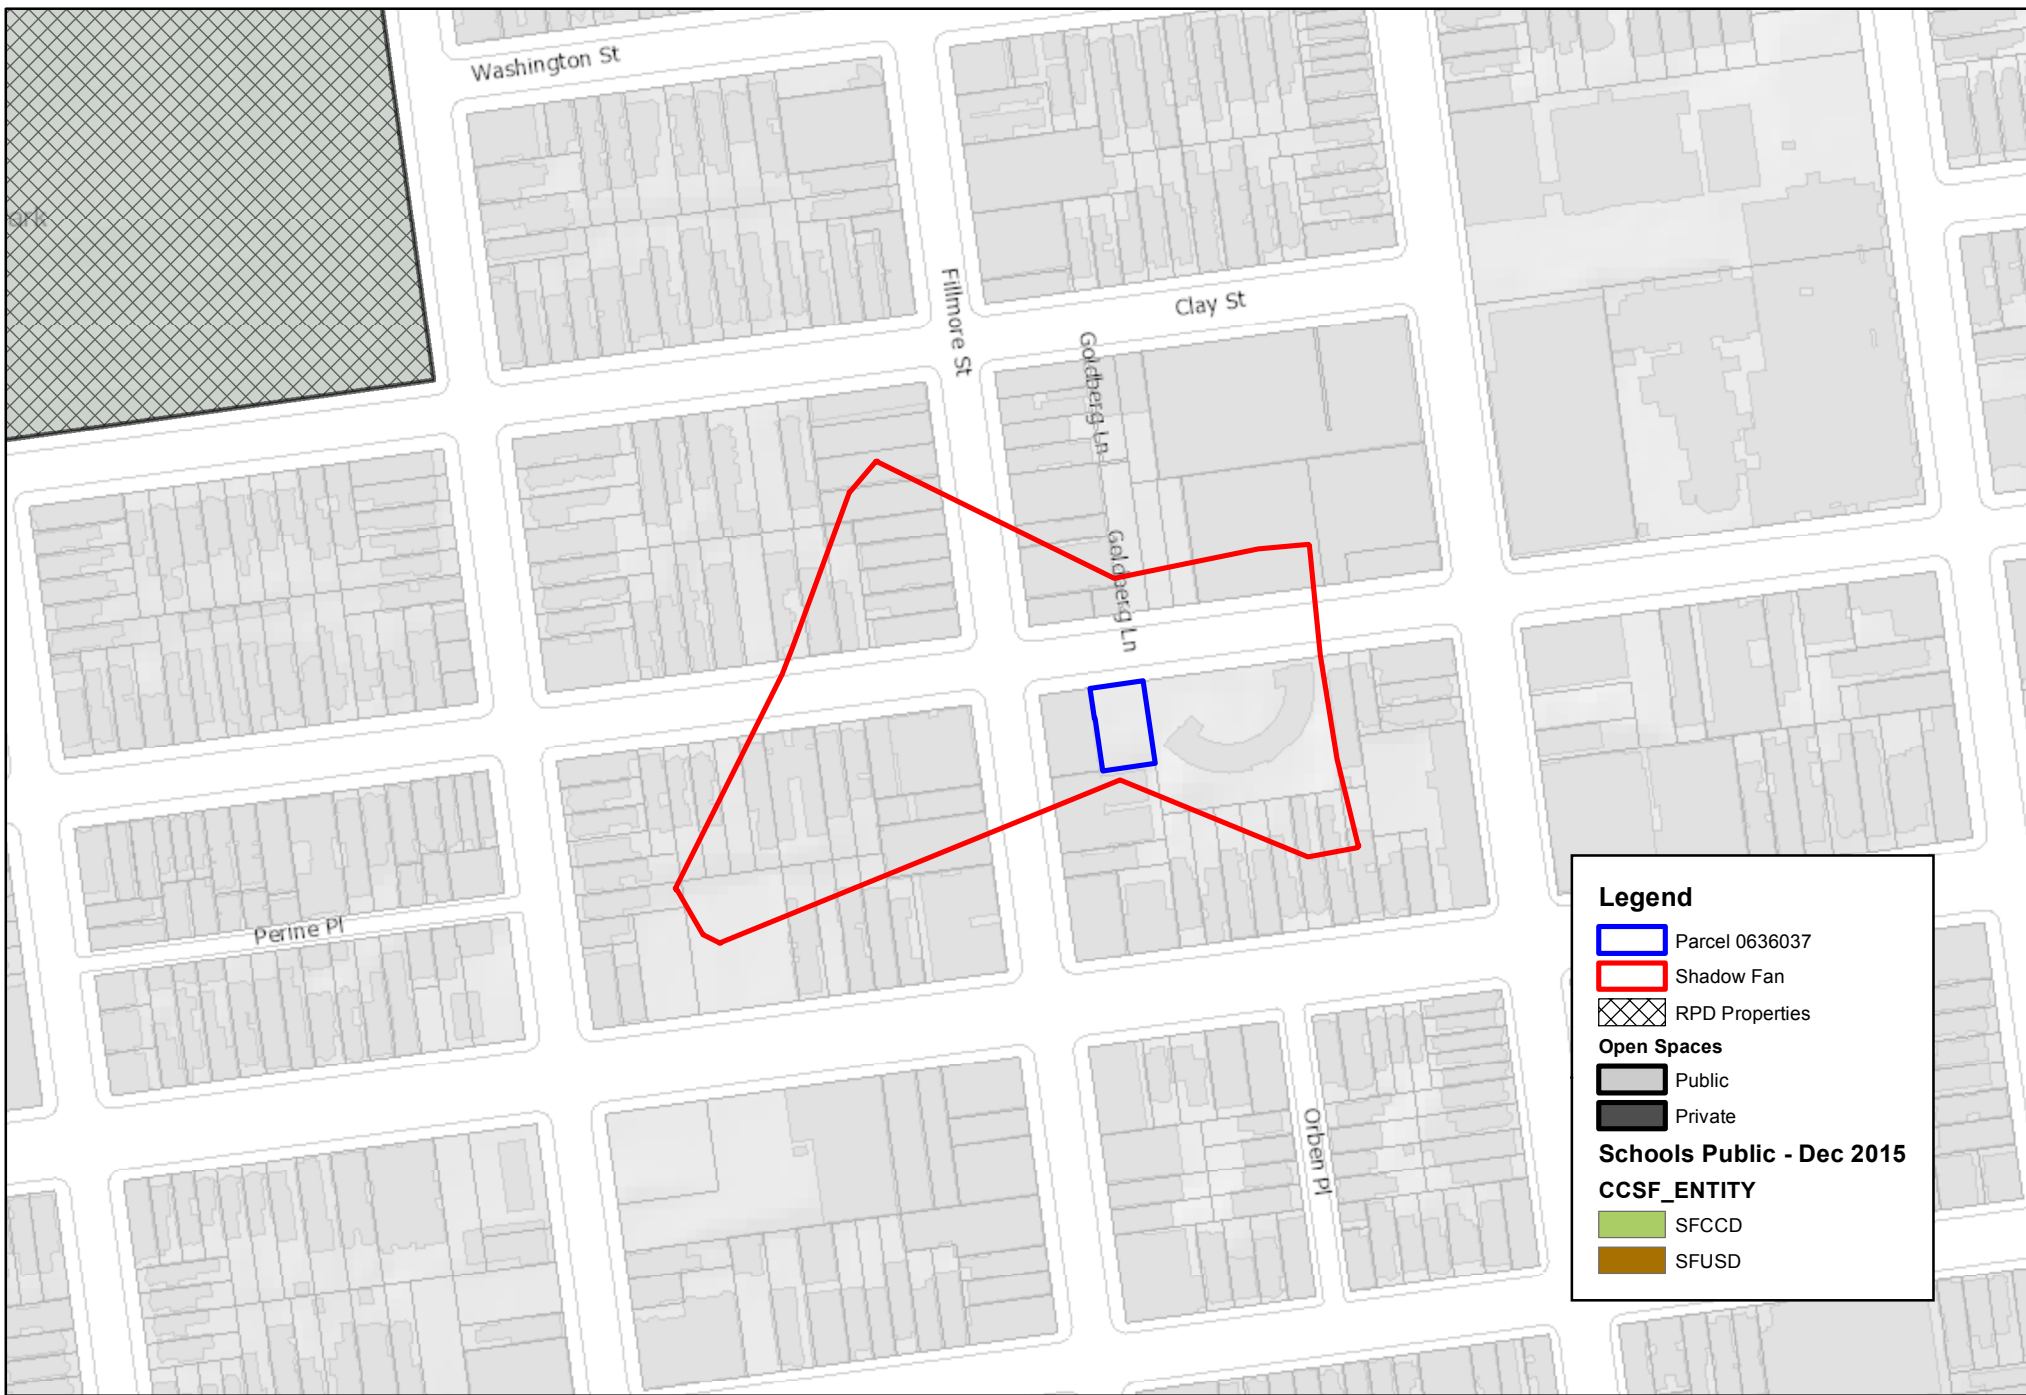 Washington St
ark
Fillmore St
Clay St
Goldberg Ln
Goldberg Ln
Perine Pl
Orben Pl
Legend
Parcel 0636037
Shadow Fan
RPD Properties
Open Spaces
Public
Private
Schools Public - Dec 2015
CCSF_ENTITY
SFCCD
SFUSD